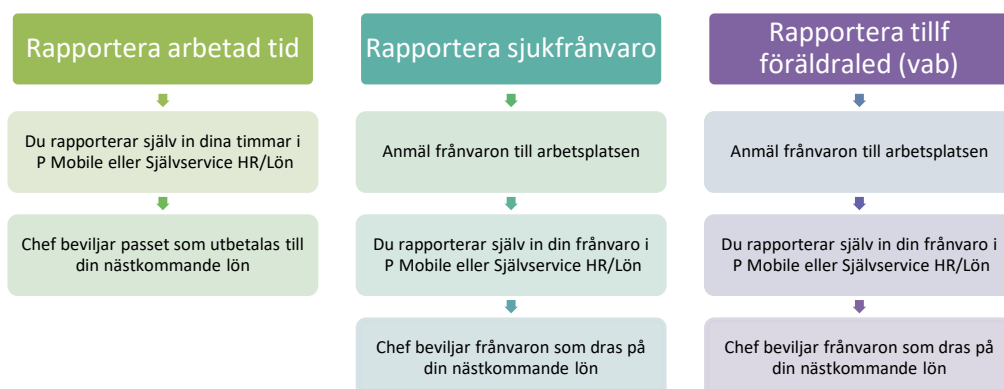 Rapportera arbetad tid
Du rapporterar själv in dina timmar i
P Mobile eller Självservice HR/Lön
Chef beviljar passet som utbetalas till
din nästkommande lön
Rapportera sjukfrånvaro
Anmäl frånvaron till arbetsplatsen
Du rapporterar själv in din frånvaro i
P Mobile eller Självservice HR/Lön
Chef beviljar frånvaron som dras på
din nästkommande lön
Rapportera tillf
föräldraled (vab)
Anmäl frånvaron till arbetsplatsen
Du rapporterar själv in din frånvaro i
P Mobile eller Självservice HR/Lön
Chef beviljar frånvaron som dras på
din nästkommande lön